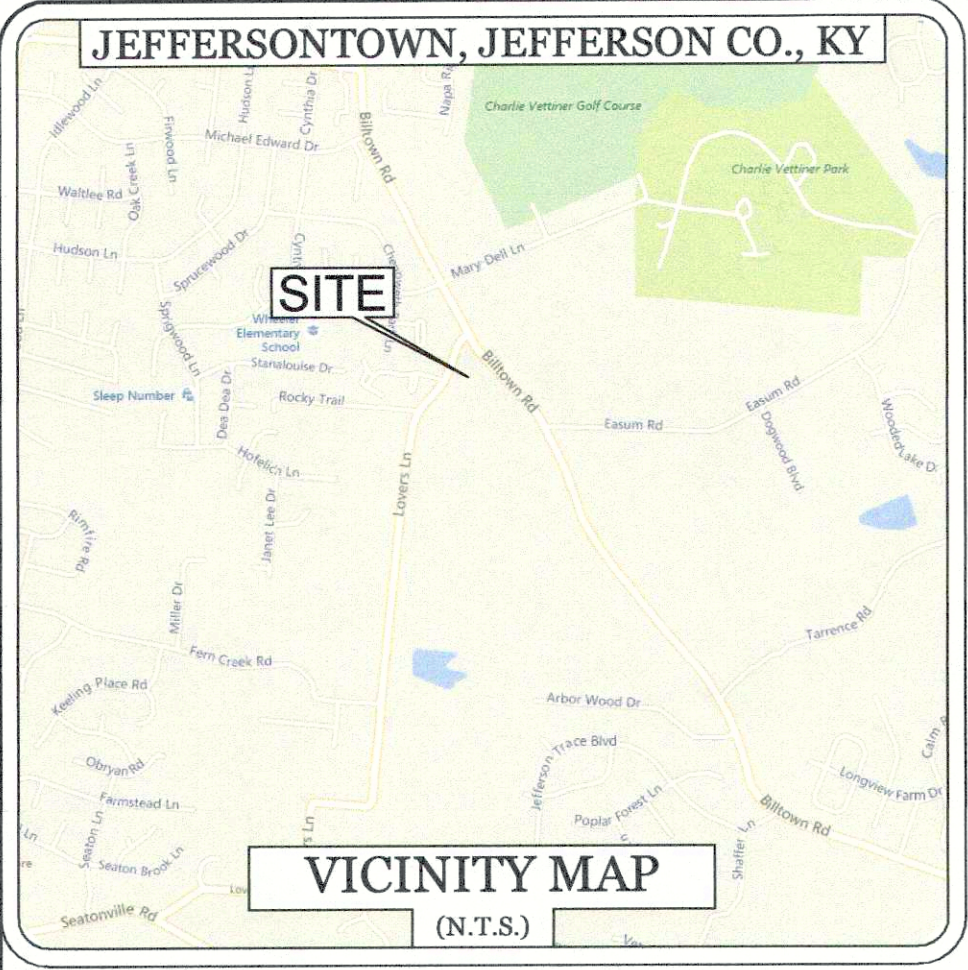 JEFFERSONTOWN, JEFFERSON CO., KY
Idlewood Ln
Firwood Ln
Hudson L
Cynthia Dr
Napa
Charlie Vettiner Golf Course
Michael Edward Dr
Billtown Rd
Oak Creek Ln
Charlie Vettiner Park
Waltlee Rd
Hudson Ln
Sprucewood Dr
Mary Dell Ln
SITE
Wheeler
Elementary
School
Springwood Ln
Stanalouise Dr
Billtown Rd
Sleep Number
Dea Dea Dr
Rocky Trail
Easum Rd
Easum Rd
Dogwood Blvd
Wooded Lake D
Hofelich Ln
Lovers Ln
Janet Lee Dr
Rimfire Rd
Miller Dr
Tarrence Rd
Fern Creek Rd
Keeling Place Rd
Arbor Wood Dr
Jefferson Trace Blvd
Calm
Obryan Rd
Longview Farm Dr
Farmstead Ln
Poplar Forest Ln
Billtown Rd
rs Ln
Seaton Ln
Shaffer Ln
Ln
re
Seaton Brook Ln
VICINITY MAP
Lov
Seatonville Rd
(N.T.S.)